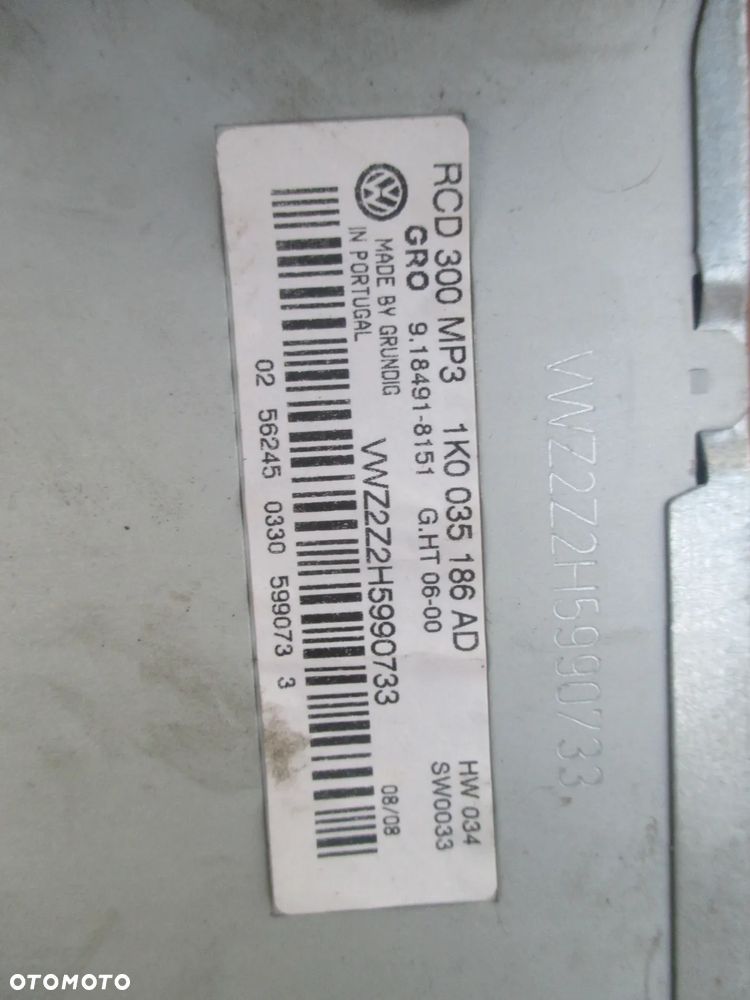 RCD 300 MP3 1K0 035 186 AD
GRO 9.18491-8151 G.HT 06-00
HW 034
SW0033
MADE BY GRUNDIG
IN PORTUGAL
VWZ2Z2H5990733
08/08
02 56245 0330 599073 3
VWZ2Z2H5990733
OTOMOTO